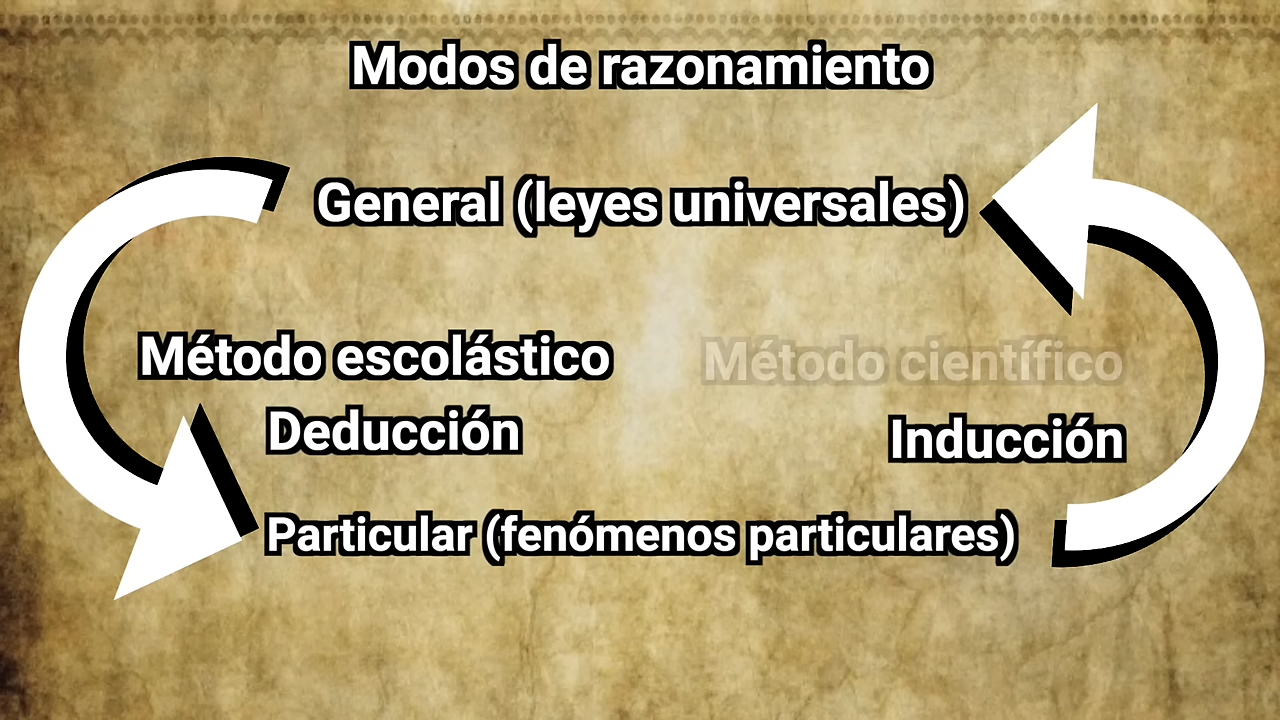 Modos de razonamiento
General (leyes universales)
Método escolástico
Método científico
Deducción
Inducción
Particular (fenómenos particulares)